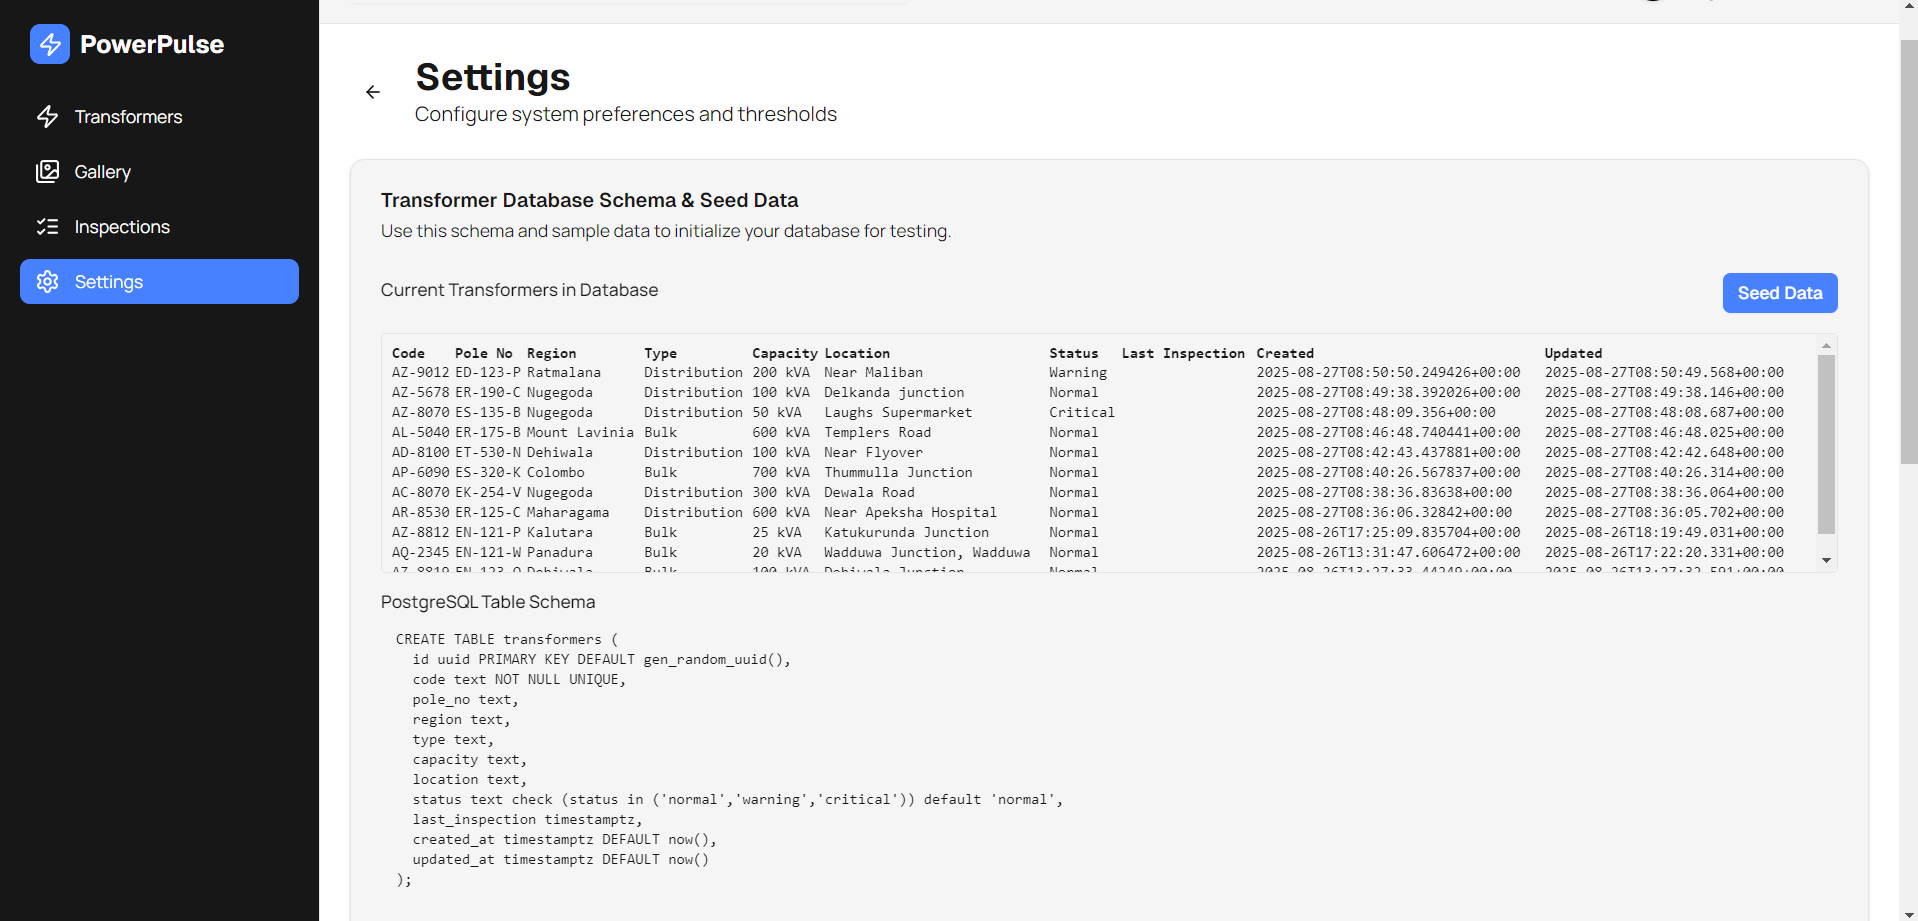 PowerPulse
Transformers
Gallery
Inspections
Settings
Settings
Configure system preferences and thresholds
Transformer Database Schema & Seed Data
Use this schema and sample data to initialize your database for testing.
Current Transformers in Database
Seed Data
Code Pole No Region Type Capacity Location Status Last Inspection Created Updated
AZ-9012 ED-123-P Ratmalana Distribution 200 kVA Near Maliban Warning 2025-08-27T08:50:50.249426+00:00 2025-08-27T08:50:49.568+00:00
AZ-5678 ER-190-C Nugegoda Distribution 100 kVA Delkanda junction Normal 2025-08-27T08:49:38.392026+00:00 2025-08-27T08:49:38.146+00:00
AZ-8070 ES-135-B Nugegoda Distribution 50 kVA Laughs Supermarket Critical 2025-08-27T08:48:09.356+00:00 2025-08-27T08:48:08.687+00:00
AL-5040 ER-175-B Mount Lavinia Bulk 600 kVA Templers Road Normal 2025-08-27T08:46:48.740441+00:00 2025-08-27T08:46:48.025+00:00
AD-8100 ET-530-N Dehiwala Distribution 100 kVA Near Flyover Normal 2025-08-27T08:42:43.437881+00:00 2025-08-27T08:42:42.648+00:00
AP-6090 ES-320-K Colombo Bulk 700 kVA Thummulla Junction Normal 2025-08-27T08:40:26.567837+00:00 2025-08-27T08:40:26.314+00:00
AC-8070 EK-254-V Nugegoda Distribution 300 kVA Dewala Road Normal 2025-08-27T08:38:36.83638+00:00 2025-08-27T08:38:36.064+00:00
AR-8530 ER-125-C Maharagama Distribution 600 kVA Near Apeksha Hospital Normal 2025-08-27T08:36:06.32842+00:00 2025-08-27T08:36:05.702+00:00
AZ-8812 EN-121-P Kalutara Bulk 25 kVA Katukurunda Junction Normal 2025-08-26T17:25:09.835704+00:00 2025-08-26T18:19:49.031+00:00
AQ-2345 EN-121-W Panadura Bulk 20 kVA Wadduwa Junction, Wadduwa Normal 2025-08-26T13:31:47.606472+00:00 2025-08-26T17:22:20.331+00:00
Dehiwala Bulk 100 kVA Dehiwala Junction Normal
PostgreSQL Table Schema
CREATE TABLE transformers (
id uuid PRIMARY KEY DEFAULT gen_random_uuid(),
code text NOT NULL UNIQUE,
pole_no text,
region text,
type text,
capacity text,
location text,
status text check (status in ('normal','warning','critical')) default 'normal',
last_inspection timestamptz,
created_at timestamptz DEFAULT now(),
updated_at timestamptz DEFAULT now()
);